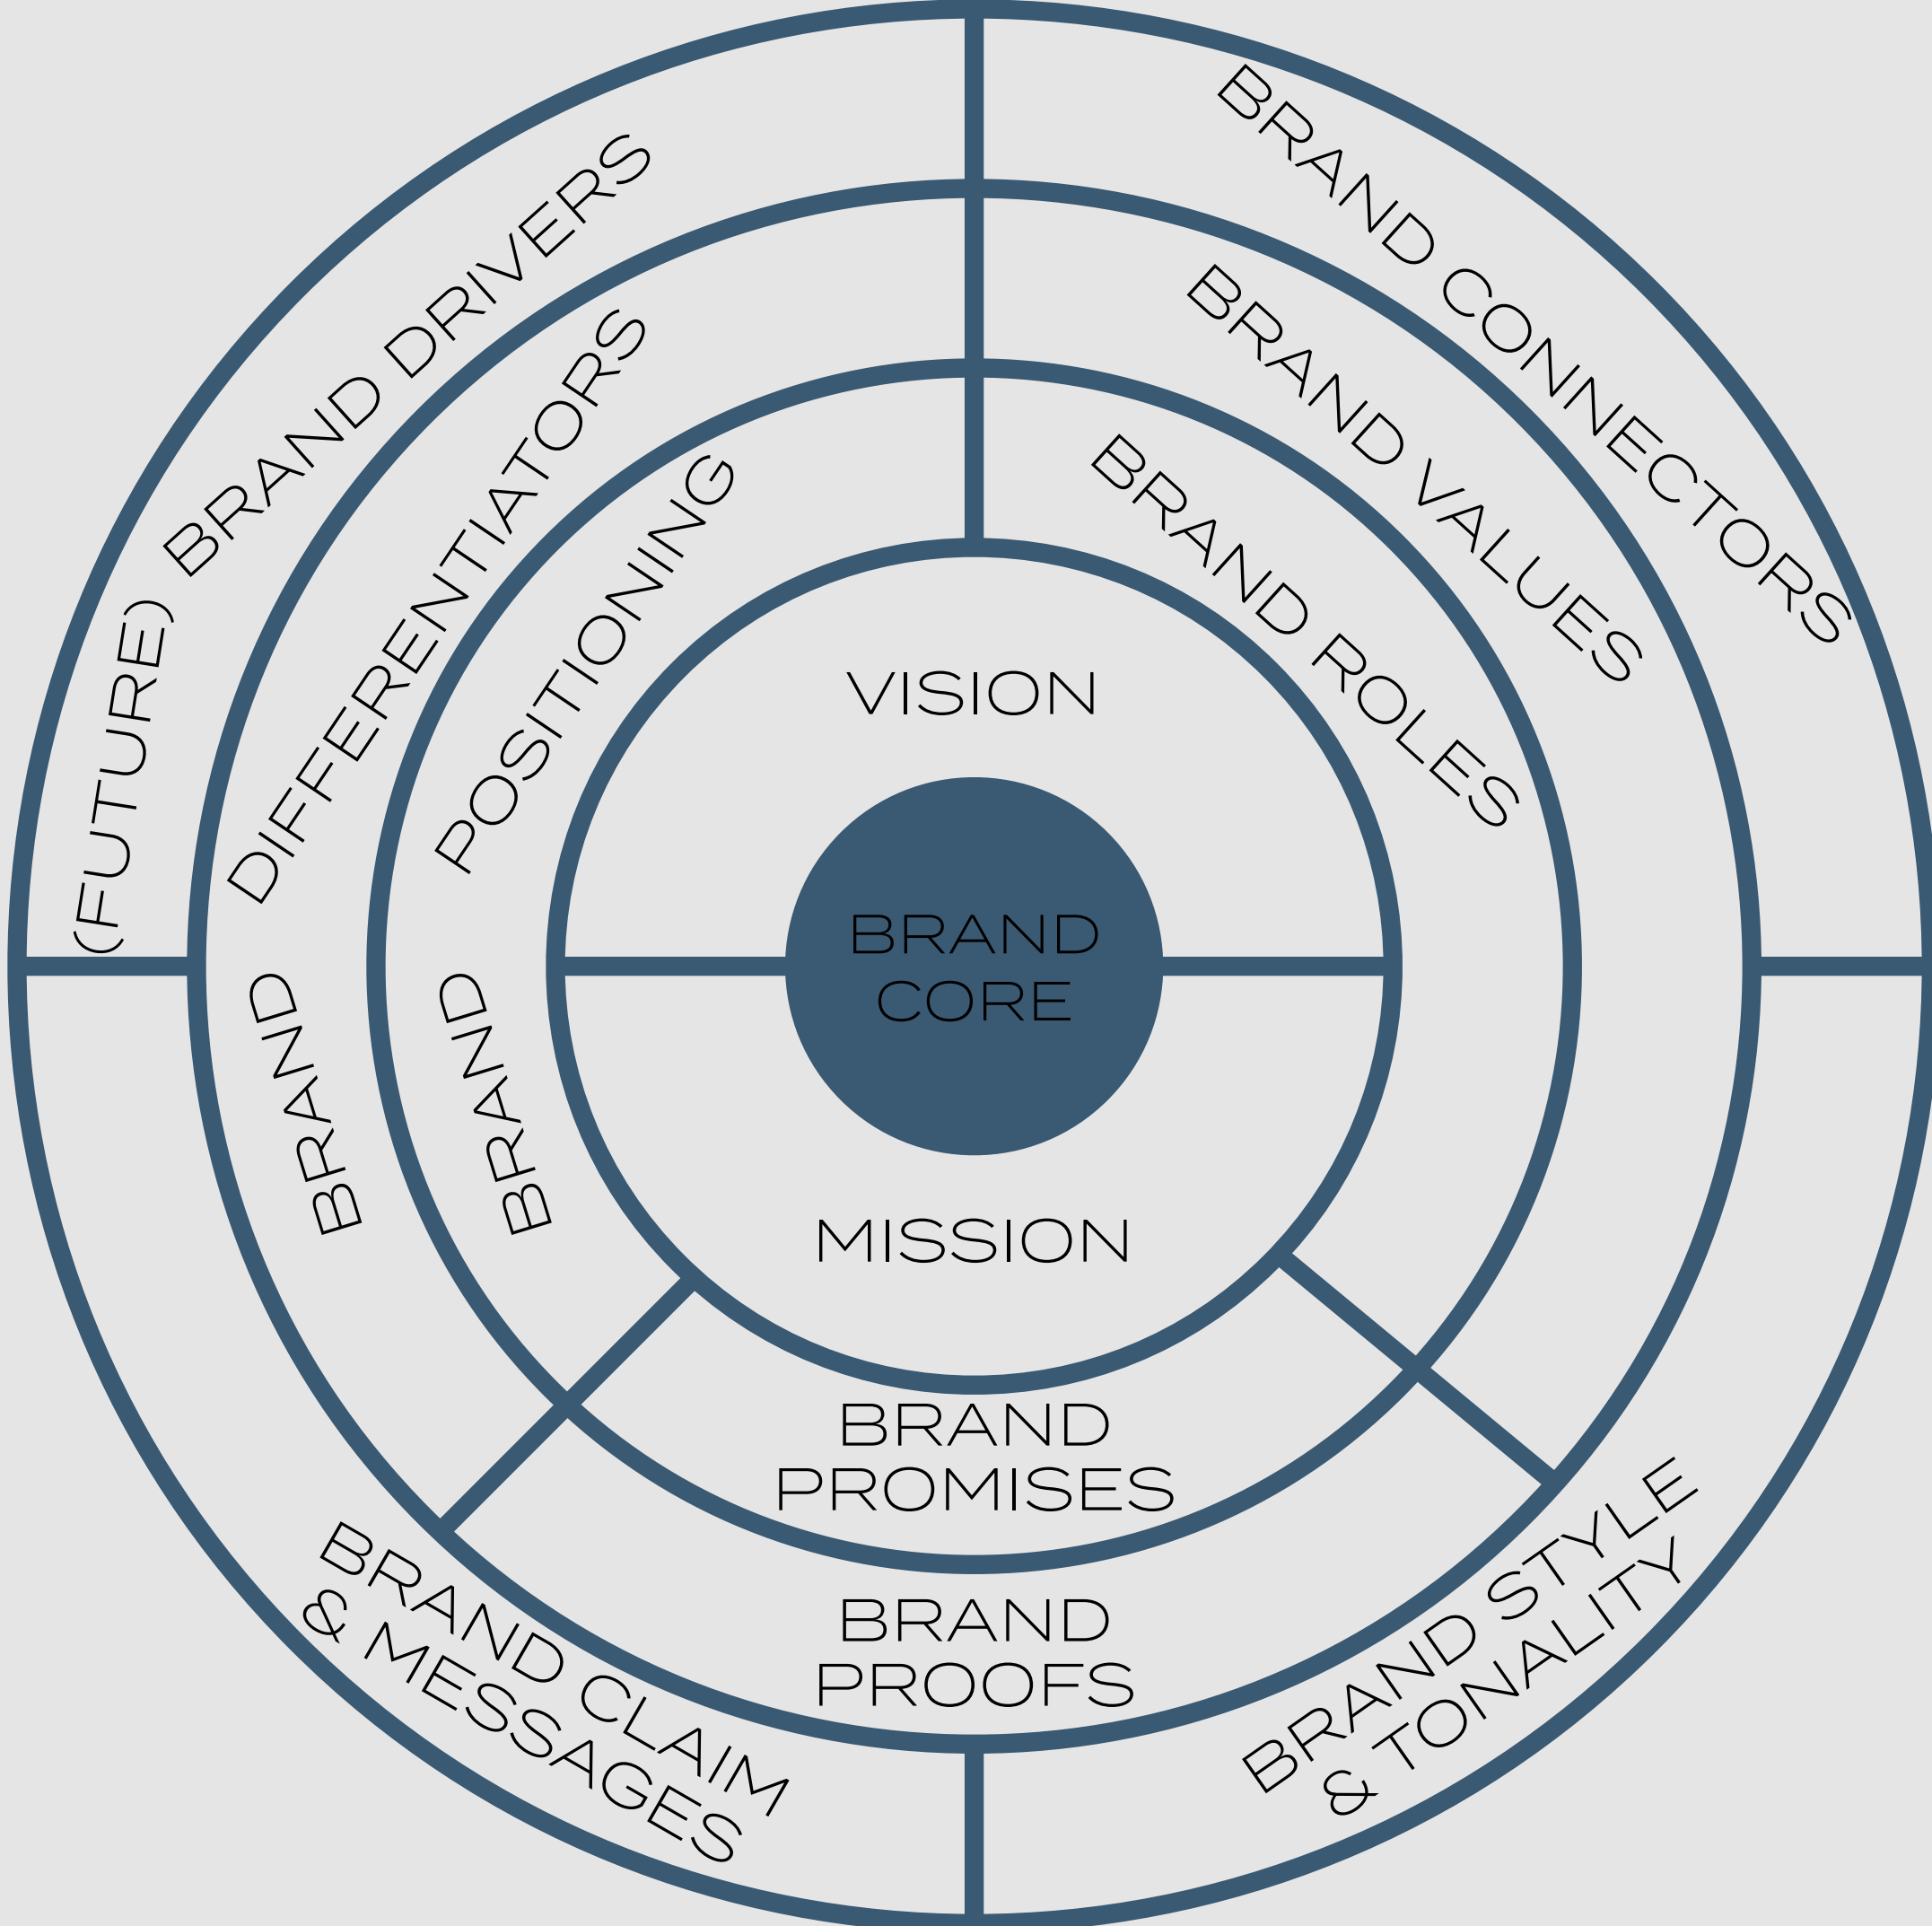 (FUTURE) BRAND DRIVERS
BRAND CONNECTORS
BRAND DIFFERENTIATORS
BRAND VALUES
BRAND POSITIONING
BRAND ROLES
VISION
BRAND
CORE
MISSION
BRAND
PROMISES
BRAND
PROOFS
BRAND CLAIM
& MESSAGES
BRAND STYLE
& TONALITY